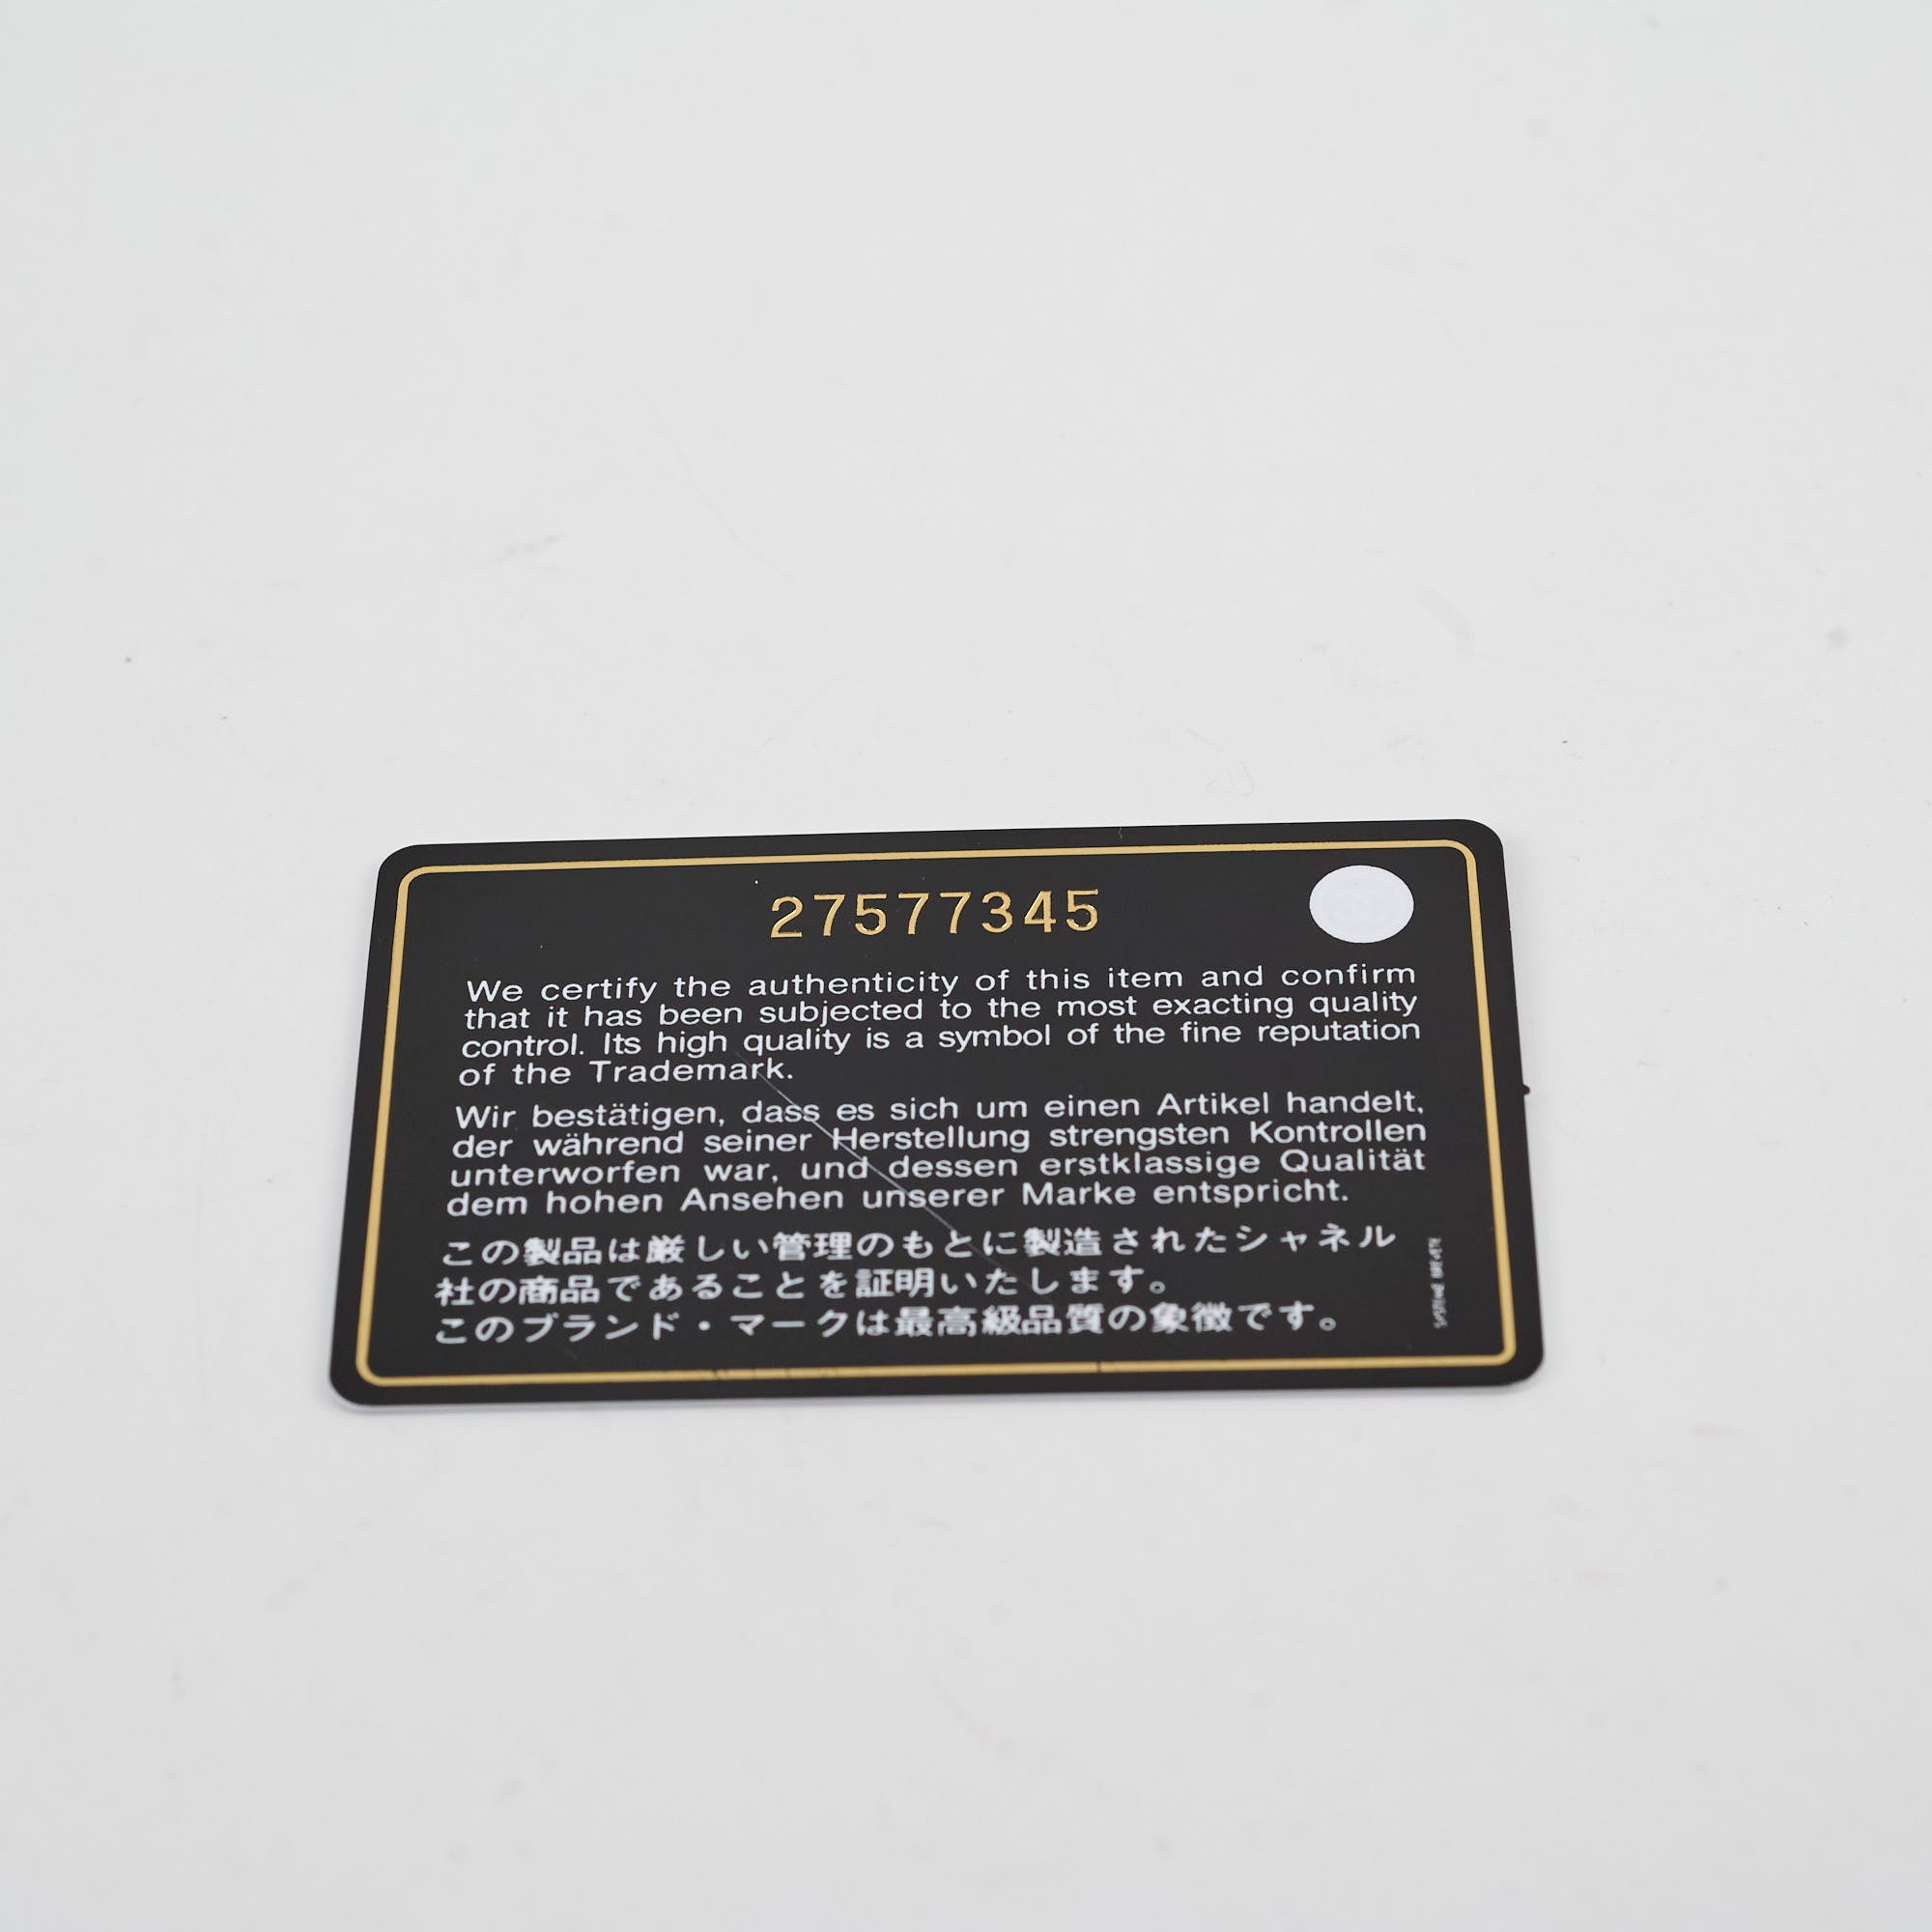 27577345
We certify the authenticity of this item and confirm
that it has been subjected to the most exacting quality
control. Its high quality is a symbol of the fine reputation
of the Trademark.
Wir bestätigen, dass es sich um einen Artikel handelt,
der während seiner Herstellung strengsten Kontrollen
unterworfen war, und dessen erstklassige Qualität
dem hohen Ansehen unserer Marke entspricht.
この製品は厳しい管理のもとに製造されたシャネル
社の商品であることを証明いたします。
このブランド・マークは最高級品質の象徴です。
SYSTEME BREVETE